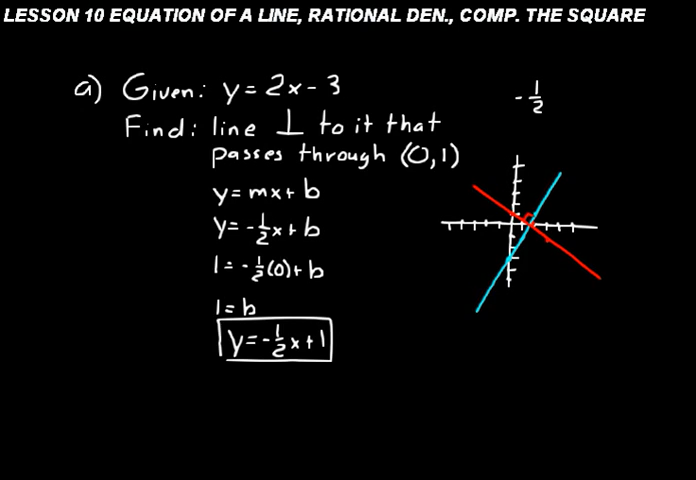 LESSON 10 EQUATION OF A LINE, RATIONAL DEN., COMP. THE SQUARE
a) Given: y = 2x - 3
-1/2
Find: line ⊥ to it that
passes through (0,1)
y = mx + b
y = -1/2x + b
1 = -1/2(0) + b
1 = b
y = -1/2x + 1